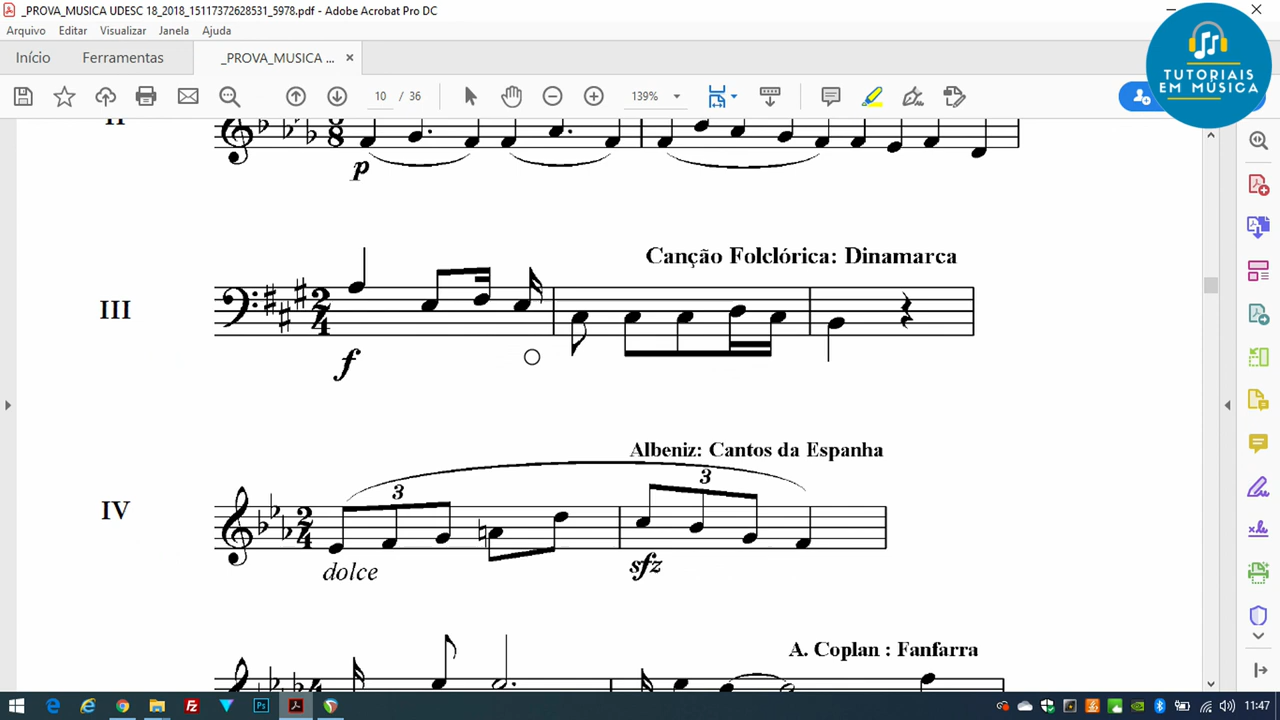 _PROVA_MUSICA UDESC 18_2018_15117372628531_5978.pdf - Adobe Acrobat Pro DC
Arquivo Editar Visualizar Janela Ajuda
Início Ferramentas _PROVA_MUSICA ... ×
TUTORIAIS
EM MÚSICA
10 / 36 139%
II
8
8
p
Canção Folclórica: Dinamarca
III
2
4
f
Albeniz: Cantos da Espanha
3 3
IV
2
4
dolce sfz
A. Coplan : Fanfarra
4
11:47